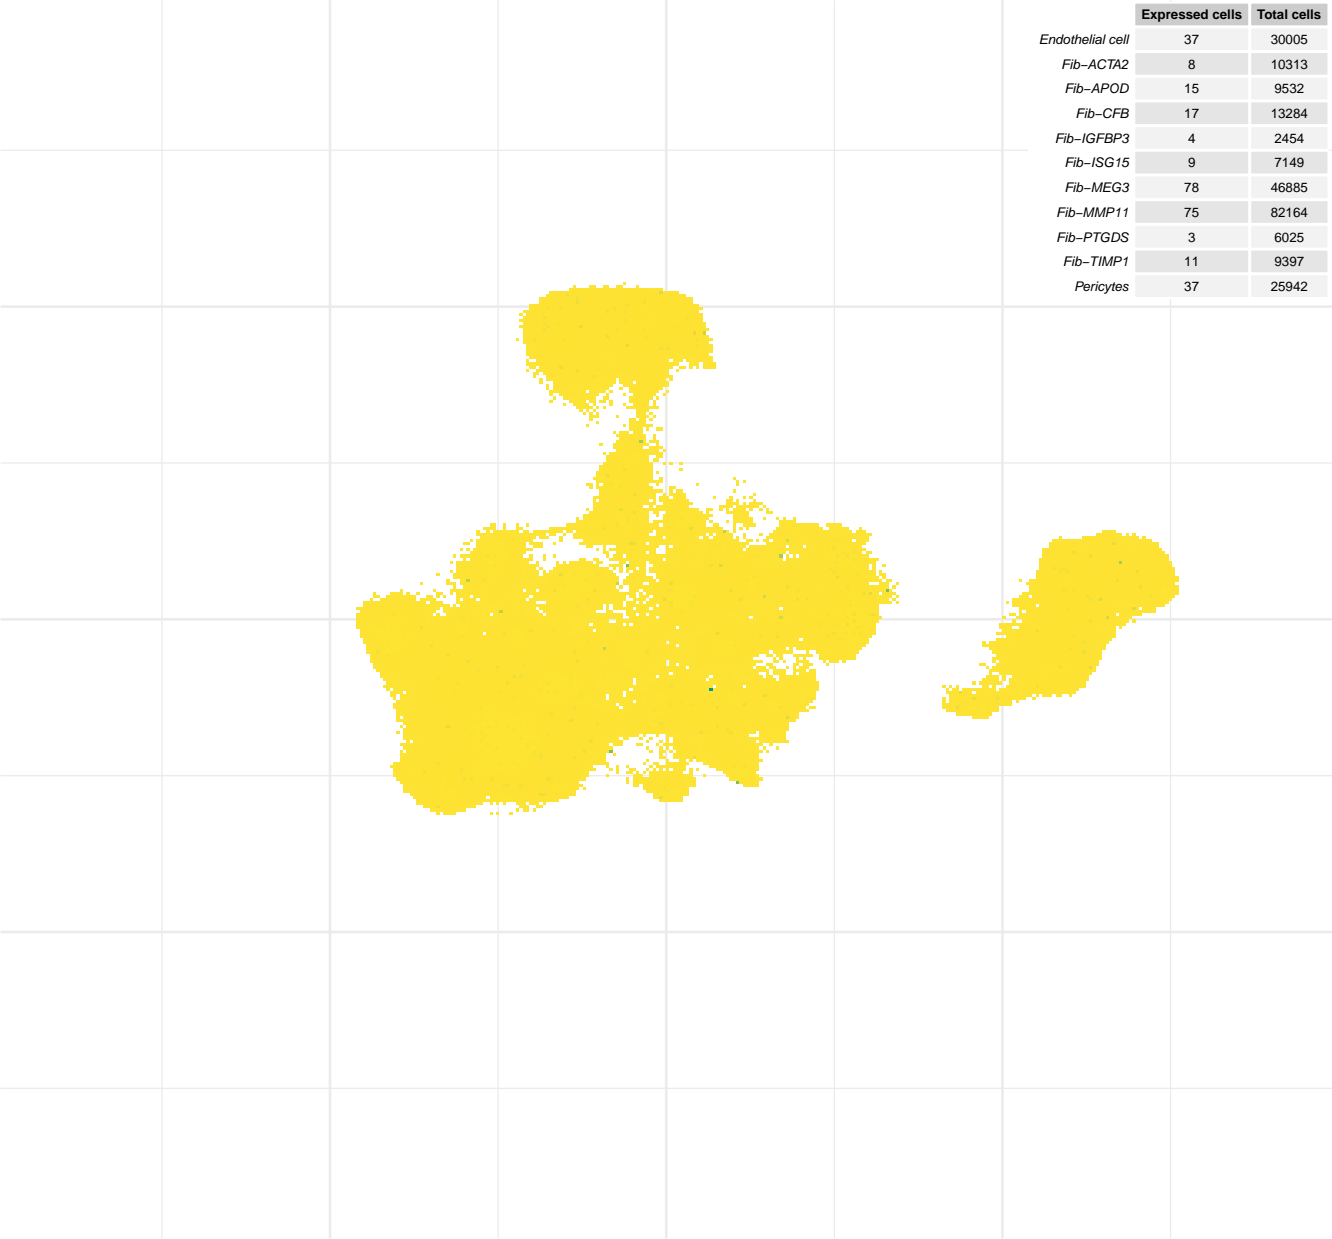 Expressed cells Total cells
Endothelial cell 37 30005
Fib−ACTA2 8 10313
Fib−APOD 15 9532
Fib−CFB 17 13284
Fib−IGFBP3 4 2454
Fib−ISG15 9 7149
Fib−MEG3 78 46885
Fib−MMP11 75 82164
Fib−PTGDS 3 6025
Fib−TIMP1 11 9397
Pericytes 37 25942